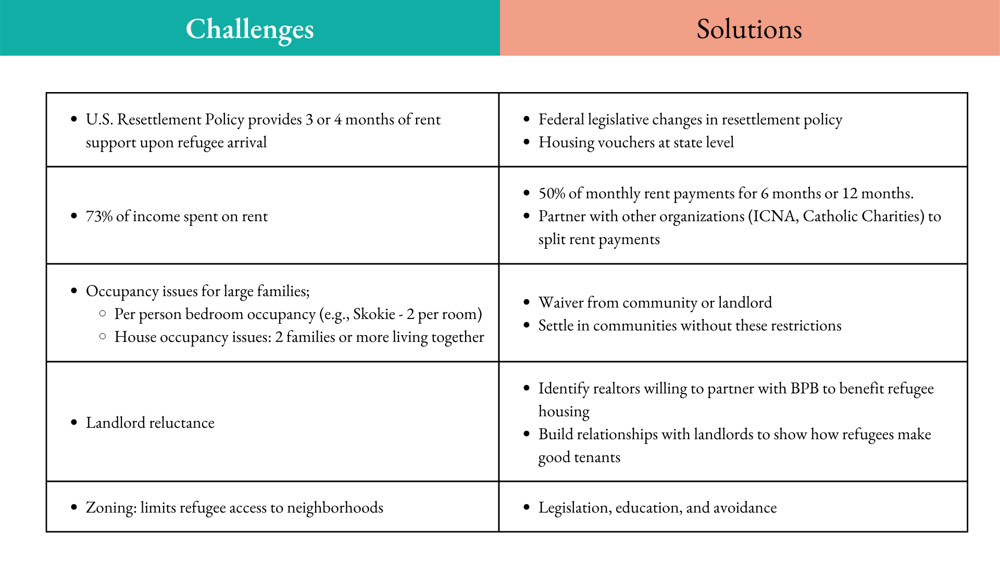 Challenges
Solutions
• U.S. Resettlement Policy provides 3 or 4 months of rent
support upon refugee arrival
• Federal legislative changes in resettlement policy
• Housing vouchers at state level
• 73% of income spent on rent
• 50% of monthly rent payments for 6 months or 12 months.
• Partner with other organizations (ICNA, Catholic Charities) to
split rent payments
• Occupancy issues for large families;
○ Per person bedroom occupancy (e.g., Skokie - 2 per room)
○ House occupancy issues: 2 families or more living together
• Waiver from community or landlord
• Settle in communities without these restrictions
• Landlord reluctance
• Identify realtors willing to partner with BPB to benefit refugee
housing
• Build relationships with landlords to show how refugees make
good tenants
• Zoning: limits refugee access to neighborhoods
• Legislation, education, and avoidance